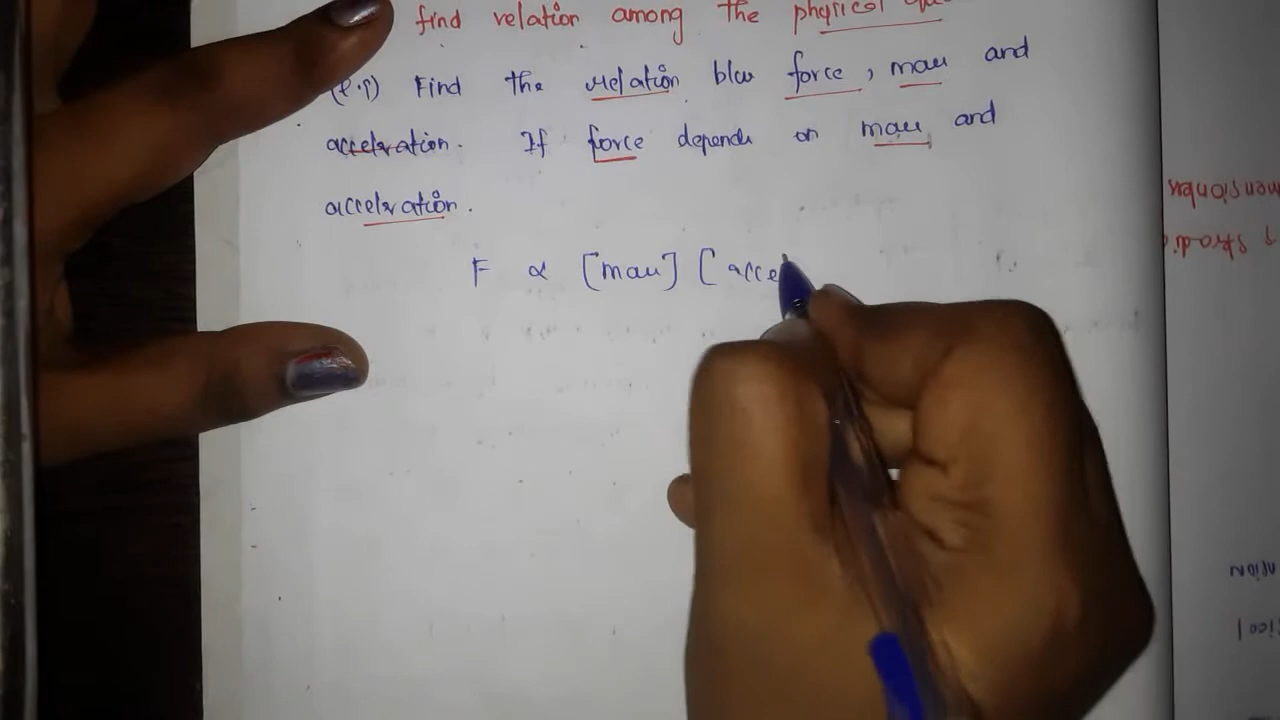 find relation among the physical
(e.g) Find the relation b/w force, mass and
acceleration. If force depends on mass and
acceleration.
F ∝ [mass] [acce